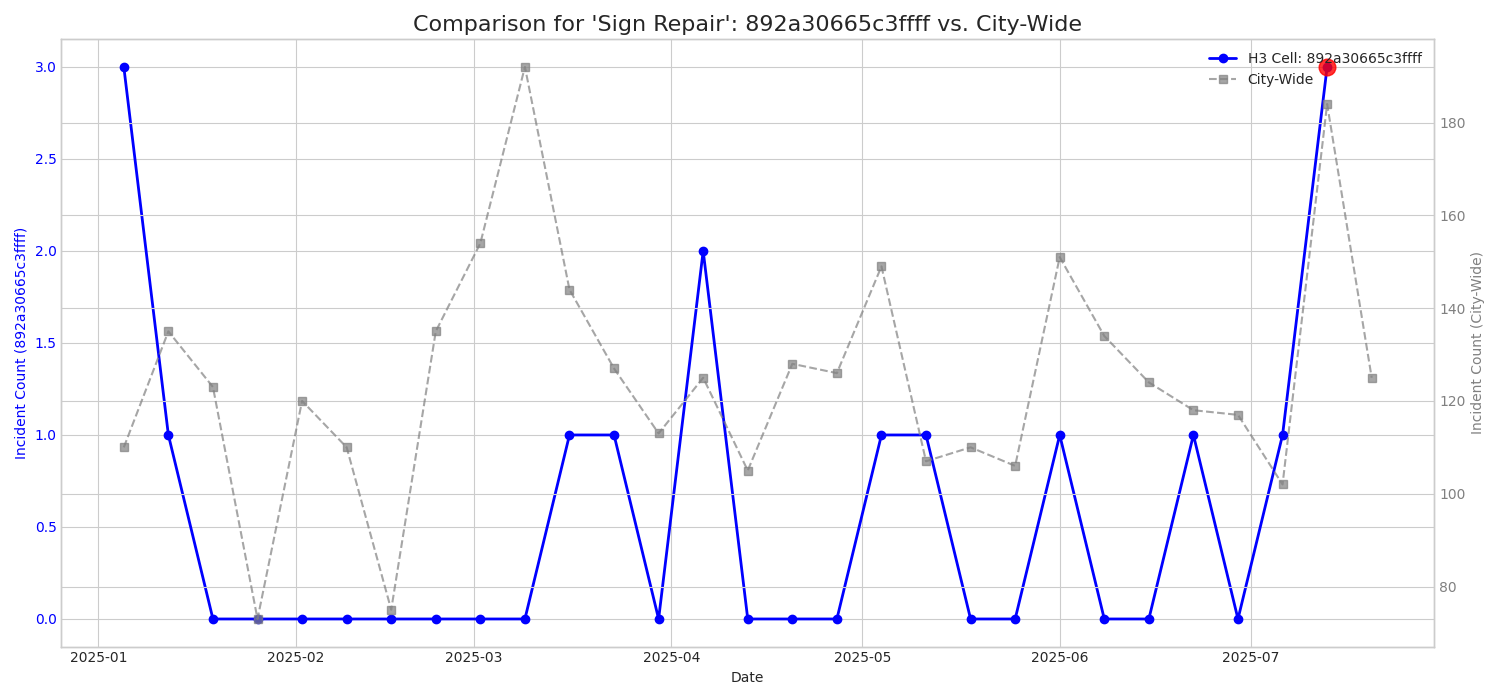 Comparison for 'Sign Repair': 892a30665c3ffff vs. City-Wide
H3 Cell: 892a30665c3ffff
City-Wide
Incident Count (892a30665c3ffff)
3.0
2.5
2.0
1.5
1.0
0.5
0.0
180
160
140
120
100
80
Incident Count (City-Wide)
2025-01 2025-02 2025-03 2025-04 2025-05 2025-06 2025-07
Date